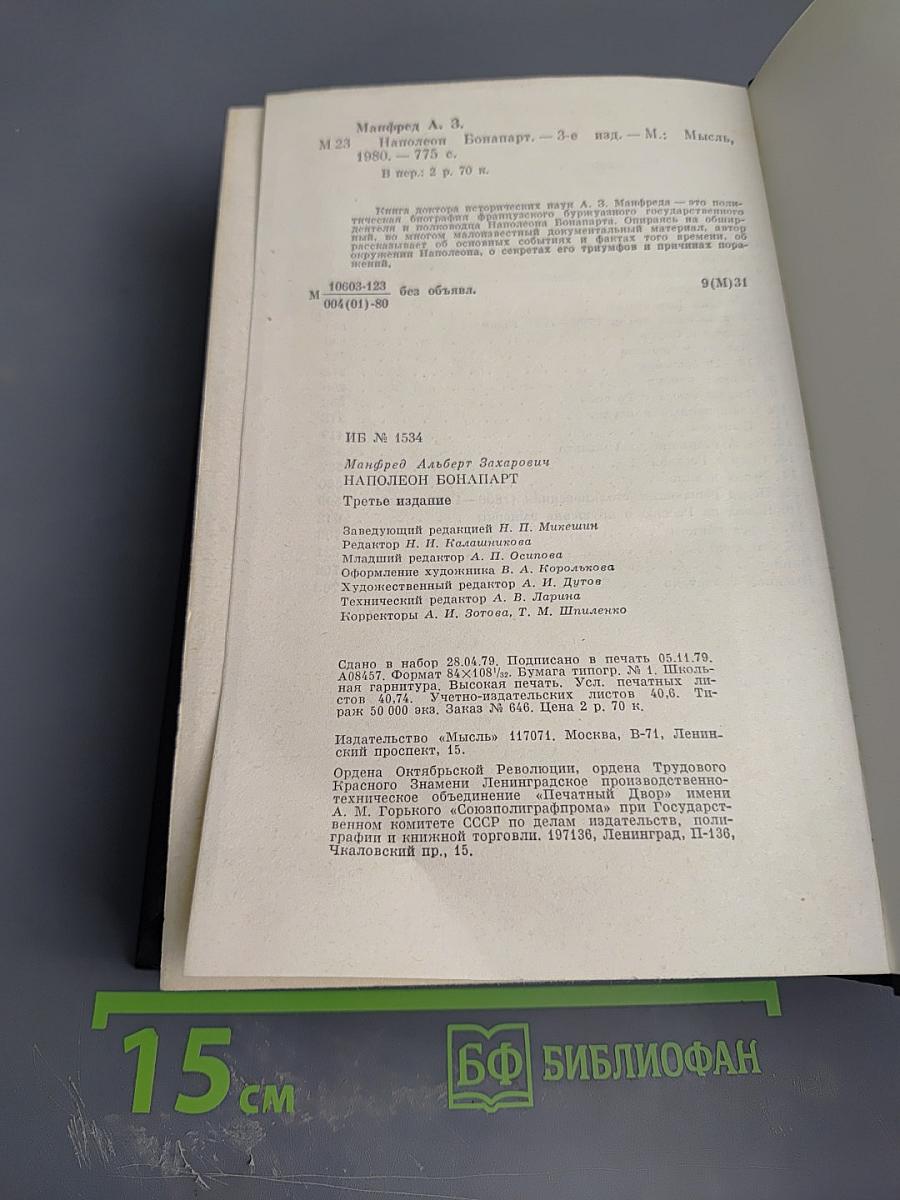 Манфред А. З.
М 23 Наполеон Бонапарт. — 3-е изд. — М.: Мысль,
1980. — 775 с.
В пер.: 2 р. 70 к.
Книга доктора исторических наук А. З. Манфреда — это поли-
тическая биография французского буржуазного государственного
деятеля и полководца Наполеона Бонапарта. Опираясь на обшир-
ный, во многом малоизвестный документальный материал, автор
рассказывает об основных событиях и фактах того времени, об
окружении Наполеона, о секретах его триумфов и причинах пора-
жений.
М 10603-123 без объявл. 9(М)31
004(01)-80
ИБ № 1534
Манфред Альберт Захарович
НАПОЛЕОН БОНАПАРТ
Третье издание
Заведующий редакцией Н. П. Микешин
Редактор Н. И. Калашникова
Младший редактор А. П. Осипова
Оформление художника В. А. Королькова
Художественный редактор А. И. Дугов
Технический редактор А. В. Ларина
Корректоры А. И. Зотова, Т. М. Шпиленко
Сдано в набор 28.04.79. Подписано в печать 05.11.79.
А08457. Формат 84×108¹/₃₂. Бумага типогр. № 1. Школь-
ная гарнитура. Высокая печать. Усл. печатных ли-
стов 40,74. Учетно-издательских листов 40,6. Ти-
раж 50 000 экз. Заказ № 646. Цена 2 р. 70 к.
Издательство «Мысль» 117071. Москва, В-71, Ленин-
ский проспект, 15.
Ордена Октябрьской Революции, ордена Трудового
Красного Знамени Ленинградское производственно-
техническое объединение «Печатный Двор» имени
А. М. Горького «Союзполиграфпрома» при Государст-
венном комитете СССР по делам издательств, поли-
графии и книжной торговли. 197136, Ленинград, П-136,
Чкаловский пр., 15.
15 см БФ БИБЛИОФАН